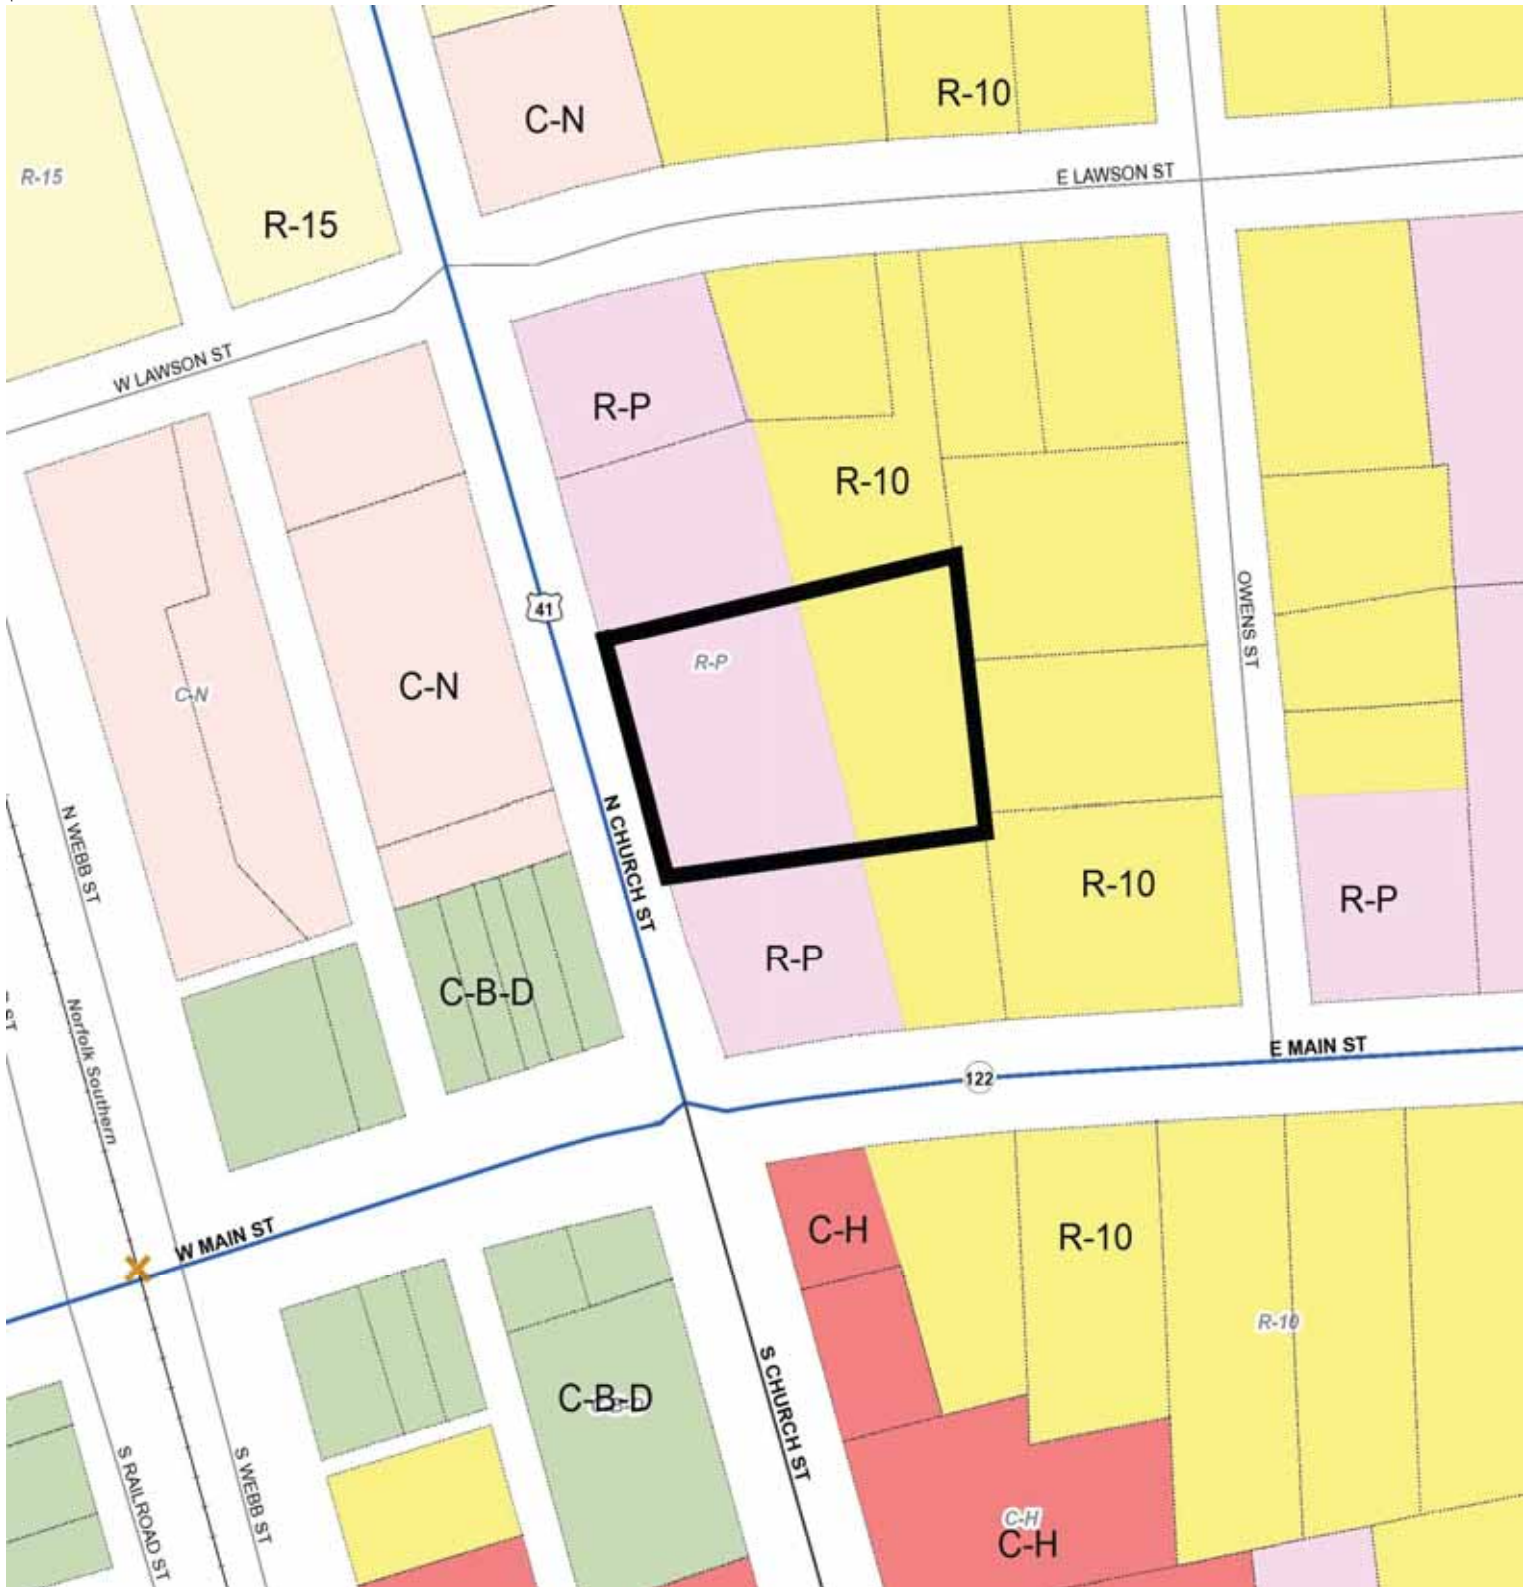 R-10
C-N
R-15
E LAWSON ST
R-15
W LAWSON ST
R-P
R-10
41
OWENS ST
R-P
C-N
C-N
N WEBB ST
N CHURCH ST
R-10
R-P
R-P
C-B-D
ST
Norfolk Southern
E MAIN ST
122
W MAIN ST
C-H
R-10
R-10
C-B-D
S CHURCH ST
S RAILROAD ST
S WEBB ST
C-H
C-H